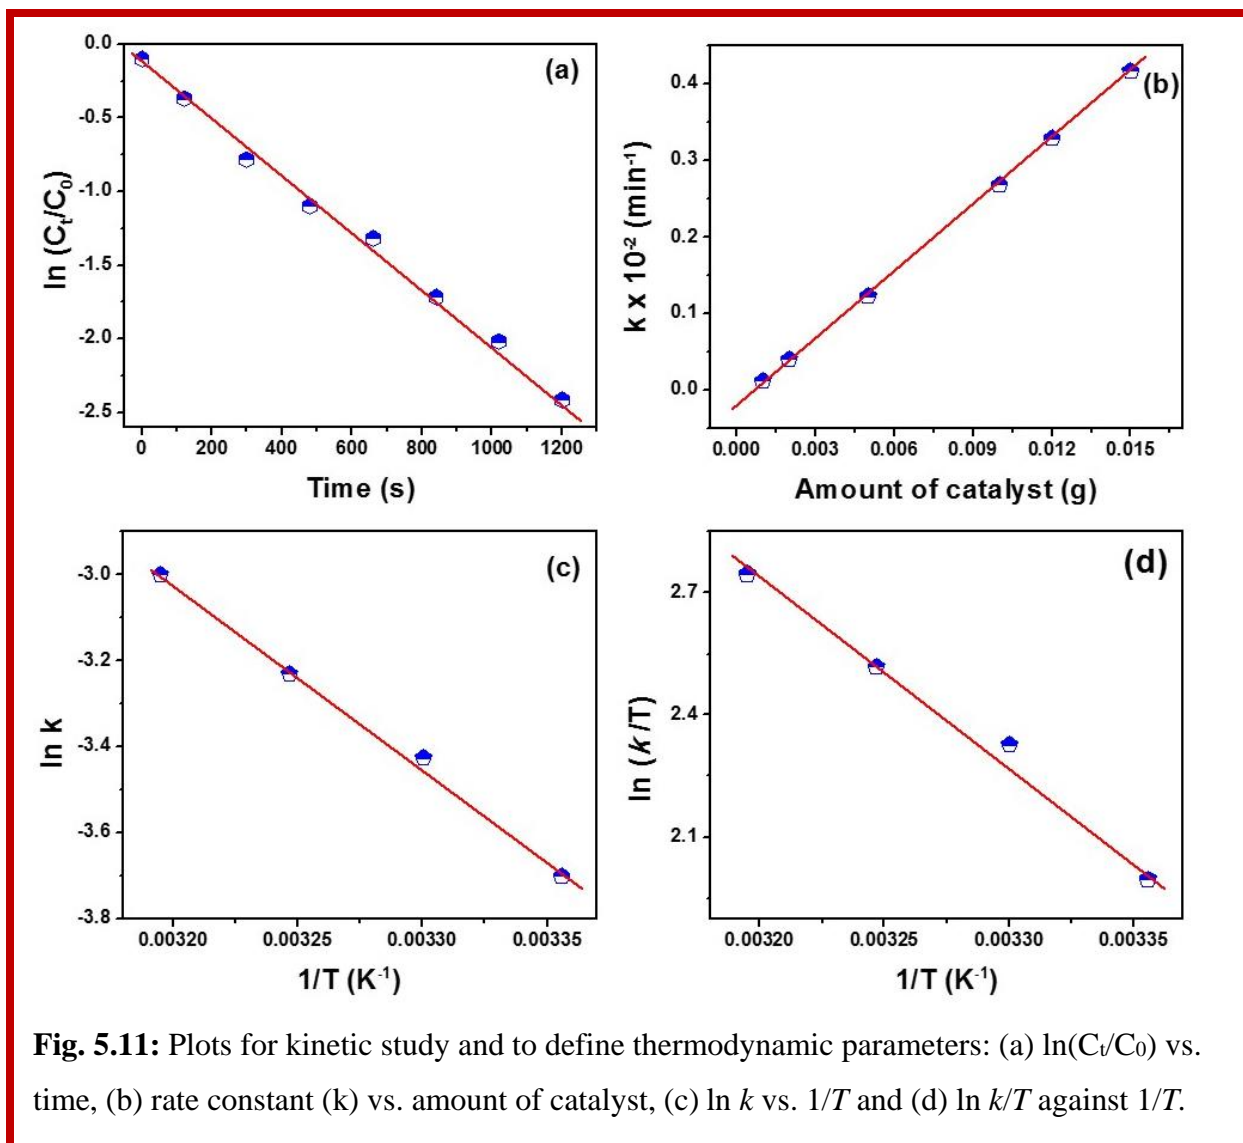 (a)
0.0
-0.5
-1.0
-1.5
-2.0
-2.5
ln (Cₜ/C₀)
0 200 400 600 800 1000 1200
Time (s)
(b)
0.4
0.3
0.2
0.1
0.0
k x 10⁻² (min⁻¹)
0.000 0.003 0.006 0.009 0.012 0.015
Amount of catalyst (g)
(c)
-3.0
-3.2
-3.4
-3.6
-3.8
ln k
0.00320 0.00325 0.00330 0.00335
1/T (K⁻¹)
(d)
2.7
2.4
2.1
ln (k/T)
0.00320 0.00325 0.00330 0.00335
1/T (K⁻¹)
Fig. 5.11: Plots for kinetic study and to define thermodynamic parameters: (a) ln(Cₜ/C₀) vs.
time, (b) rate constant (k) vs. amount of catalyst, (c) ln k vs. 1/T and (d) ln k/T against 1/T.